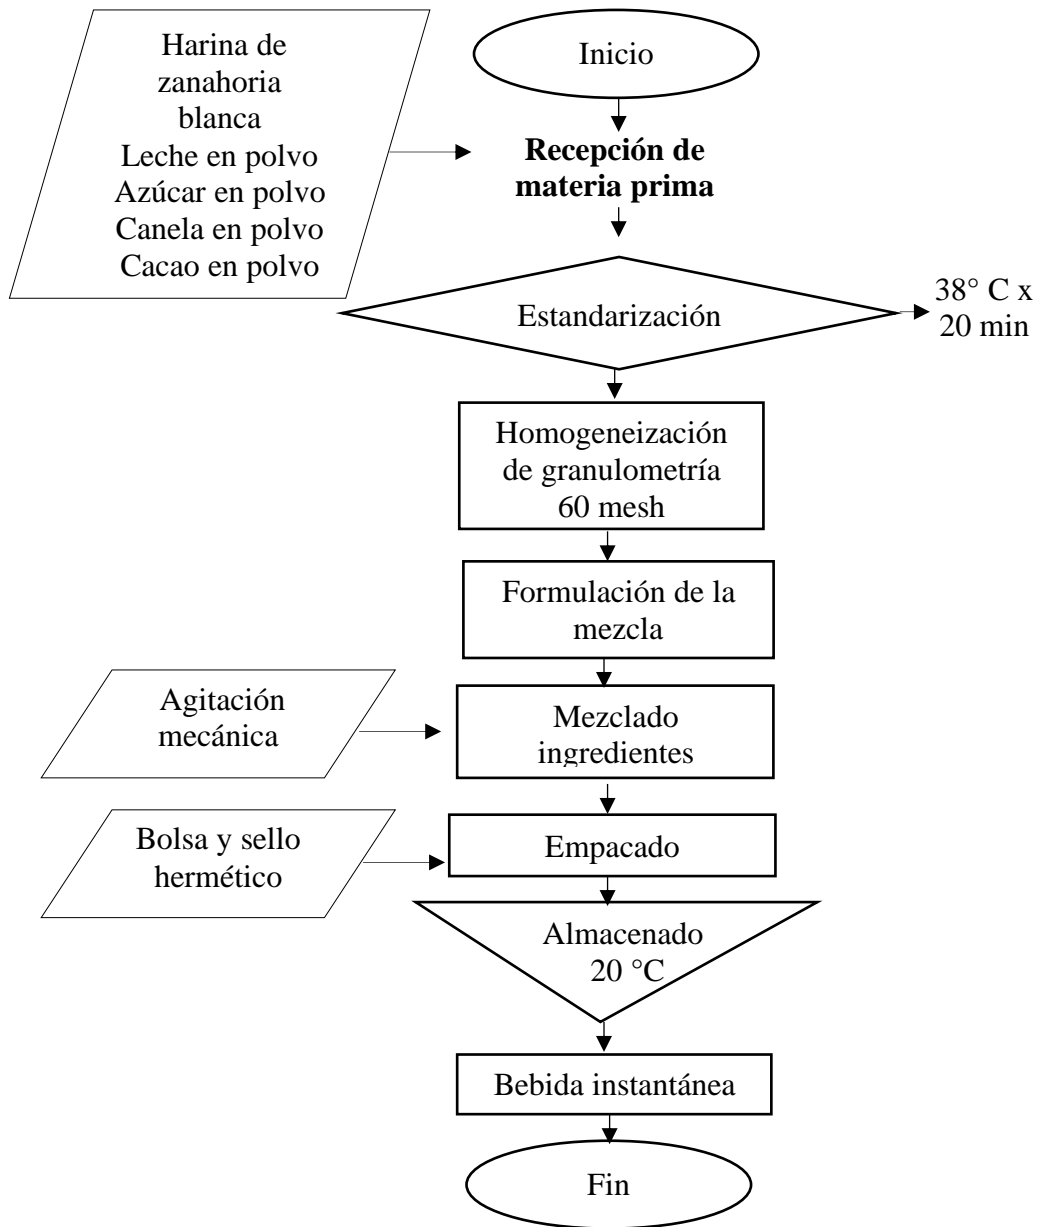 Harina de
zanahoria
blanca
Leche en polvo
Azúcar en polvo
Canela en polvo
Cacao en polvo
Inicio
Recepción de
materia prima
Estandarización
38° C x
20 min
Homogeneización
de granulometría
60 mesh
Formulación de la
mezcla
Agitación
mecánica
Mezclado
ingredientes
Bolsa y sello
hermético
Empacado
Almacenado
20 °C
Bebida instantánea
Fin